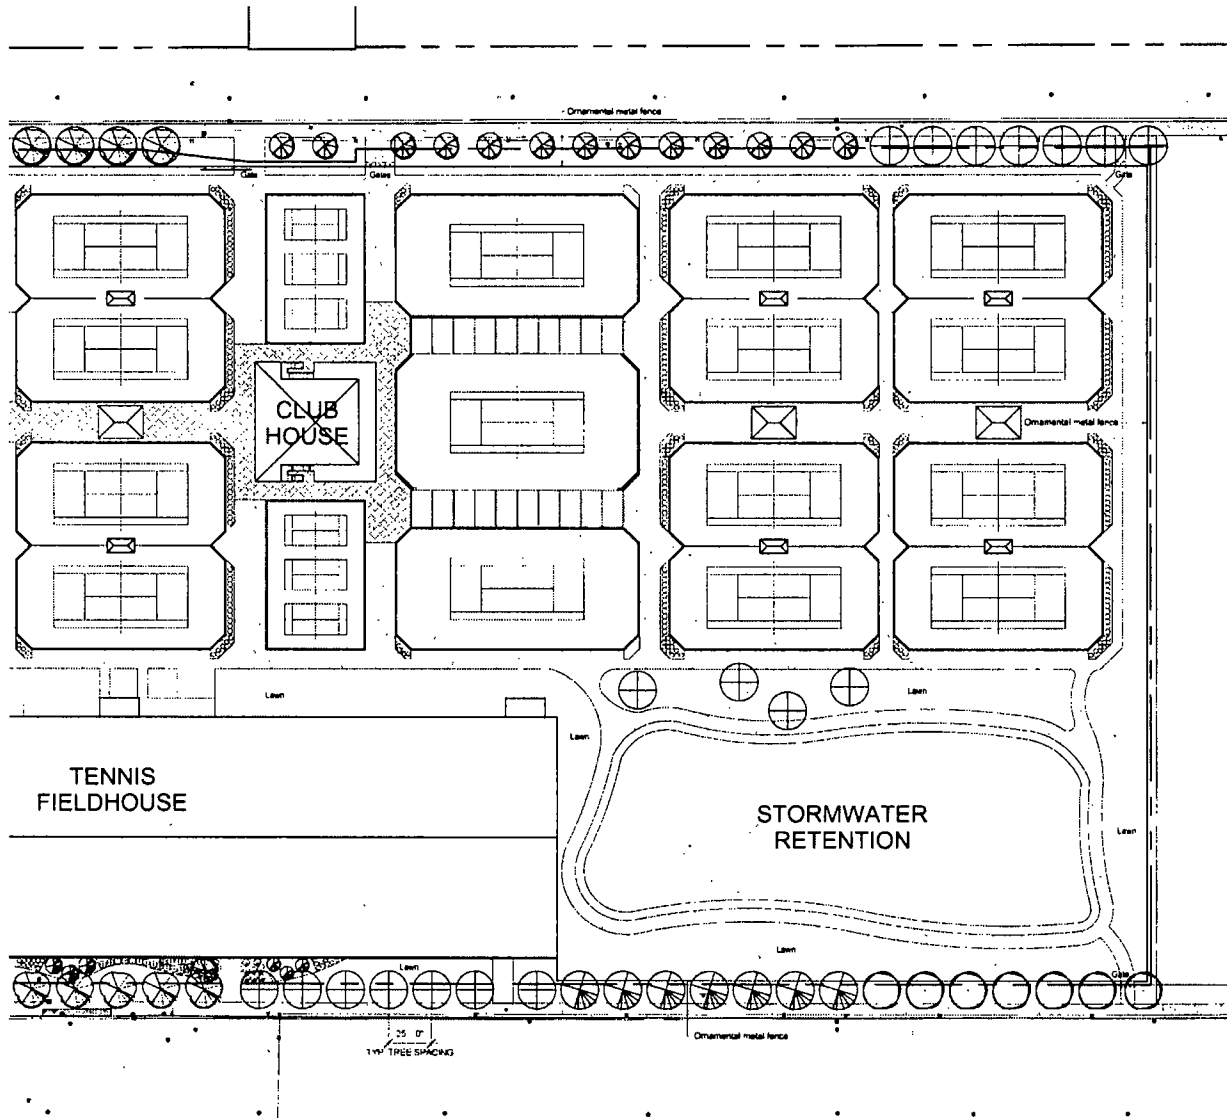 Ornamental metal fence
Gate
Gates
Gate
CLUB
HOUSE
Ornamental metal fence
Lawn
Lawn
Lawn
TENNIS
FIELDHOUSE
STORMWATER
RETENTION
Lawn
Lawn
Lawn
Gate
25' 0"
TYP TREE SPACING
Ornamental metal fence